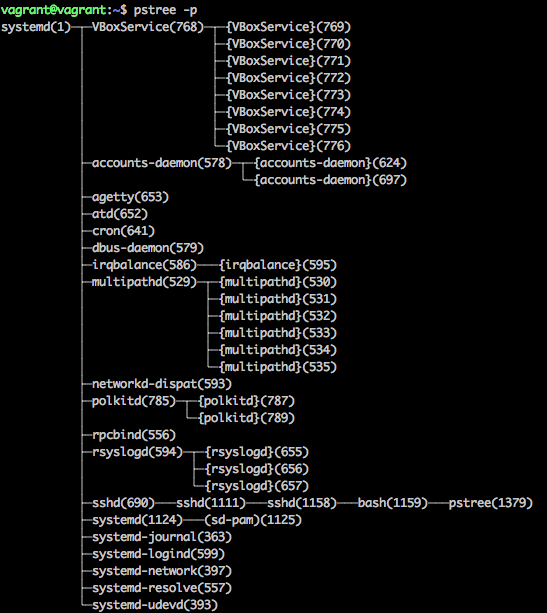 vagrant@vagrant:~$ pstree -p
systemd(1)─┬─VBoxService(768)─┬─{VBoxService}(769)
           │                  ├─{VBoxService}(770)
           │                  ├─{VBoxService}(771)
           │                  ├─{VBoxService}(772)
           │                  ├─{VBoxService}(773)
           │                  ├─{VBoxService}(774)
           │                  ├─{VBoxService}(775)
           │                  └─{VBoxService}(776)
           ├─accounts-daemon(578)─┬─{accounts-daemon}(624)
           │                      └─{accounts-daemon}(697)
           ├─agetty(653)
           ├─atd(652)
           ├─cron(641)
           ├─dbus-daemon(579)
           ├─irqbalance(586)───{irqbalance}(595)
           ├─multipathd(529)─┬─{multipathd}(530)
           │                 ├─{multipathd}(531)
           │                 ├─{multipathd}(532)
           │                 ├─{multipathd}(533)
           │                 ├─{multipathd}(534)
           │                 └─{multipathd}(535)
           ├─networkd-dispat(593)
           ├─polkitd(785)─┬─{polkitd}(787)
           │              └─{polkitd}(789)
           ├─rpcbind(556)
           ├─rsyslogd(594)─┬─{rsyslogd}(655)
           │               ├─{rsyslogd}(656)
           │               └─{rsyslogd}(657)
           ├─sshd(690)───sshd(1111)───sshd(1158)───bash(1159)───pstree(1379)
           ├─systemd(1124)───(sd-pam)(1125)
           ├─systemd-journal(363)
           ├─systemd-logind(599)
           ├─systemd-network(397)
           ├─systemd-resolve(557)
           └─systemd-udevd(393)